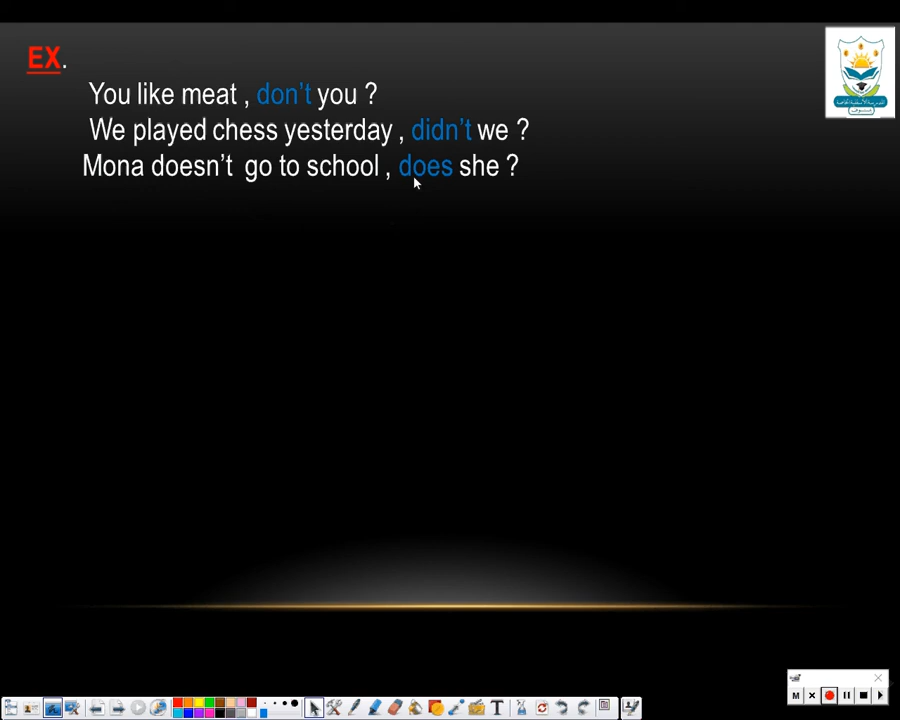 EX.
You like meat , don't you ?
We played chess yesterday , didn't we ?
Mona doesn't go to school , does she ?
منوف
M
T